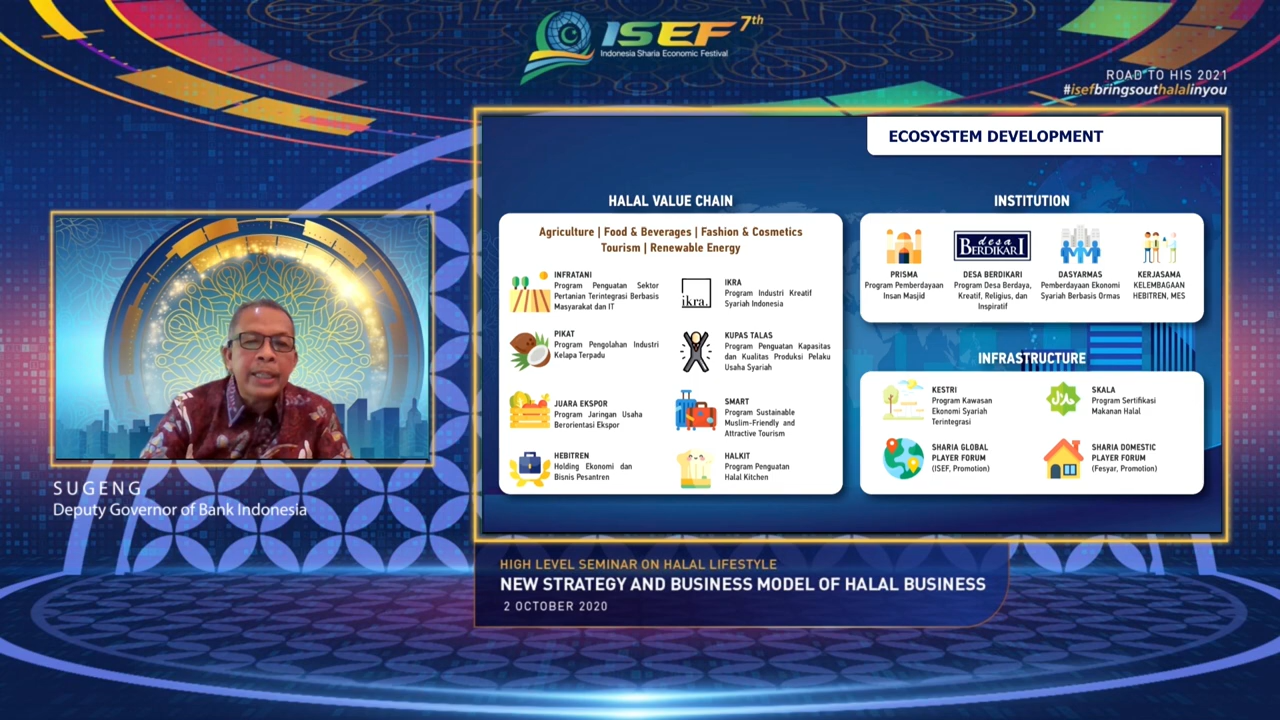 ISEF 7th
Indonesia Sharia Economic Festival
ROAD TO HIS 2021
#isefbringsouthalalinyou
ECOSYSTEM DEVELOPMENT
HALAL VALUE CHAIN
Agriculture | Food & Beverages | Fashion & Cosmetics
Tourism | Renewable Energy
INFRATANI
Program Penguatan Sektor
Pertanian Terintegrasi Berbasis
Masyarakat dan IT
PIKAT
Program Pengolahan Industri
Kelapa Terpadu
JUARA EKSPOR
Program Jaringan Usaha
Berorientasi Ekspor
HEBITREN
Holding Ekonomi dan
Bisnis Pesantren
ikra.
IKRA
Program Industri Kreatif
Syariah Indonesia
KUPAS TALAS
Program Penguatan Kapasitas
dan Kualitas Produksi Pelaku
Usaha Syariah
SMART
Program Sustainable
Muslim-Friendly and
Attractive Tourism
HALKIT
Program Penguatan
Halal Kitchen
INSTITUTION
PRISMA
Program Pemberdayaan
Insan Masjid
desa
BERDIKARI
DESA BERDIKARI
Program Desa Berdaya,
Kreatif, Religius, dan
Inspiratif
DASYARMAS
Pemberdayaan Ekonomi
Syariah Berbasis Ormas
KERJASAMA
KELEMBAGAAN
HEBITREN, MES
INFRASTRUCTURE
KESTRI
Program Kawasan
Ekonomi Syariah
Terintegrasi
حلال
SKALA
Program Sertifikasi
Makanan Halal
SHARIA GLOBAL
PLAYER FORUM
(ISEF, Promotion)
SHARIA DOMESTIC
PLAYER FORUM
(Fesyar, Promotion)
SUGENG
Deputy Governor of Bank Indonesia
HIGH LEVEL SEMINAR ON HALAL LIFESTYLE
NEW STRATEGY AND BUSINESS MODEL OF HALAL BUSINESS
2 OCTOBER 2020